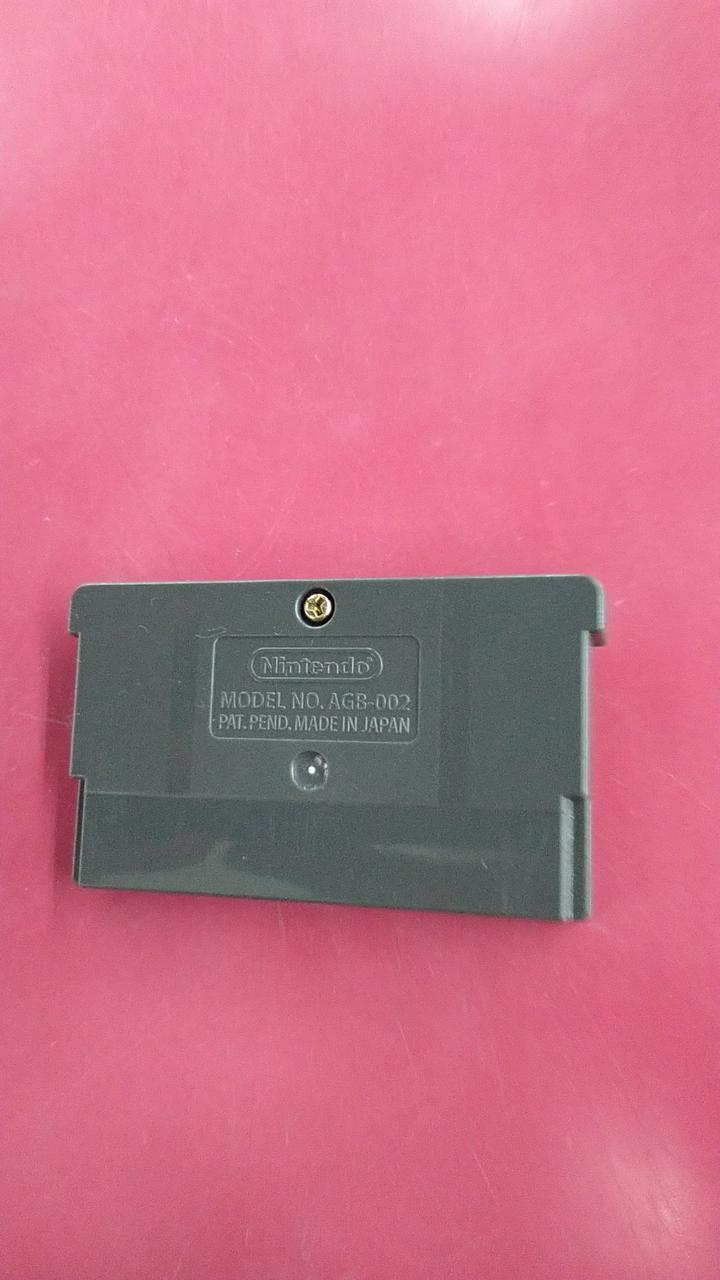 Nintendo®
MODEL NO. AGB-002
PAT. PEND. MADE IN JAPAN